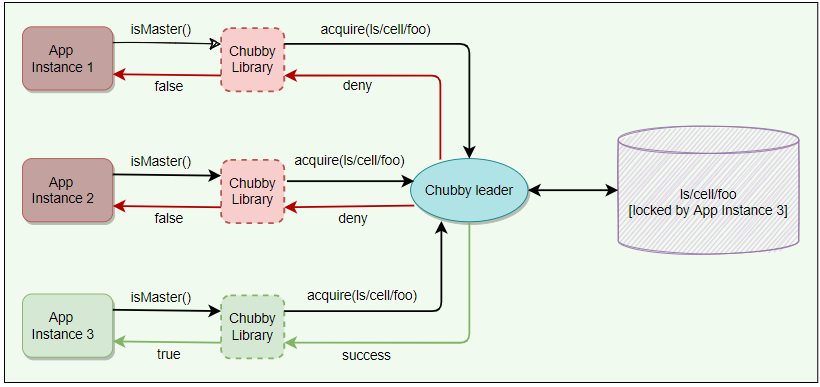 isMaster()
acquire(ls/cell/foo)
App
Instance 1
Chubby
Library
false
deny
isMaster()
acquire(ls/cell/foo)
App
Instance 2
Chubby
Library
Chubby leader
ls/cell/foo
[locked by App Instance 3]
false
deny
isMaster()
acquire(ls/cell/foo)
App
Instance 3
Chubby
Library
true
success